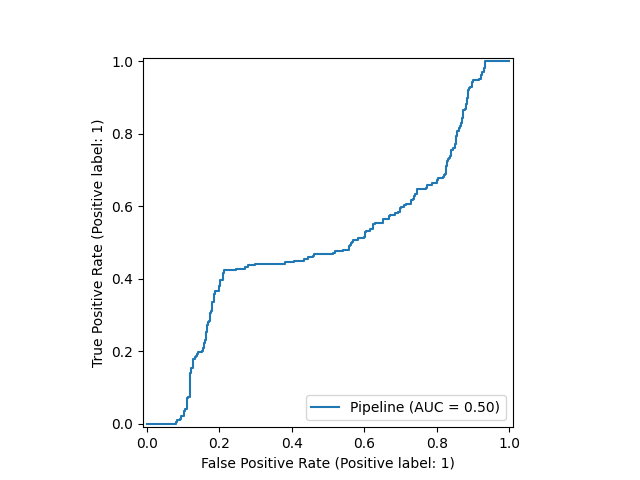 1.0
0.8
0.6
0.4
0.2
0.0
True Positive Rate (Positive label: 1)
Pipeline (AUC = 0.50)
0.0 0.2 0.4 0.6 0.8 1.0
False Positive Rate (Positive label: 1)